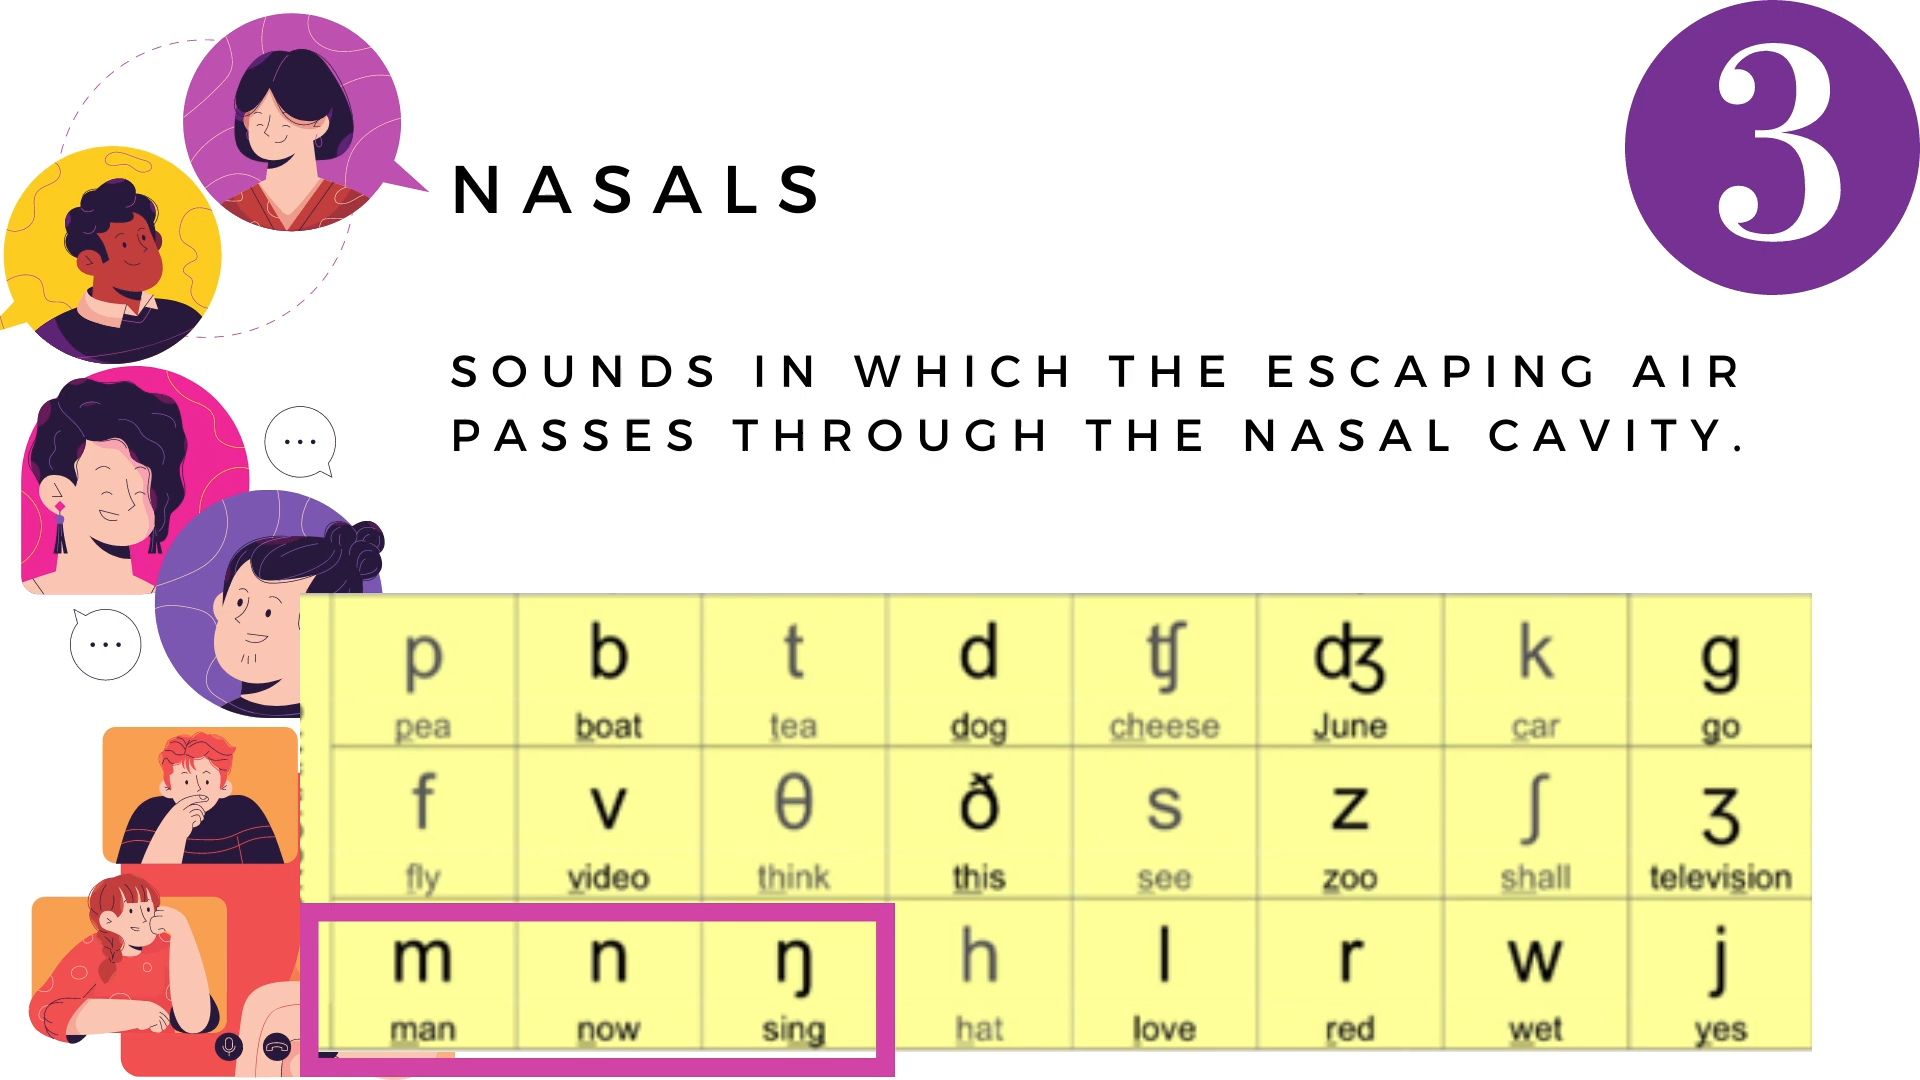 3
NASALS
SOUNDS IN WHICH THE ESCAPING AIR
PASSES THROUGH THE NASAL CAVITY.
p b t d ʧ ʤ k g
pea boat tea dog cheese June car go
f v θ ð s z ʃ ʒ
fly video think this see zoo shall television
m n ŋ h l r w j
man now sing hat love red wet yes